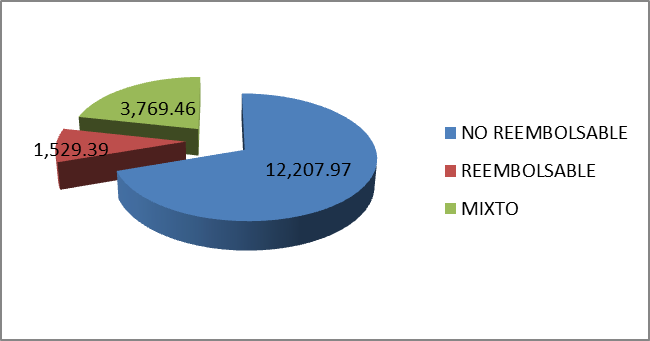 3,769.46
1,529.39
12,207.97
NO REEMBOLSABLE
REEMBOLSABLE
MIXTO